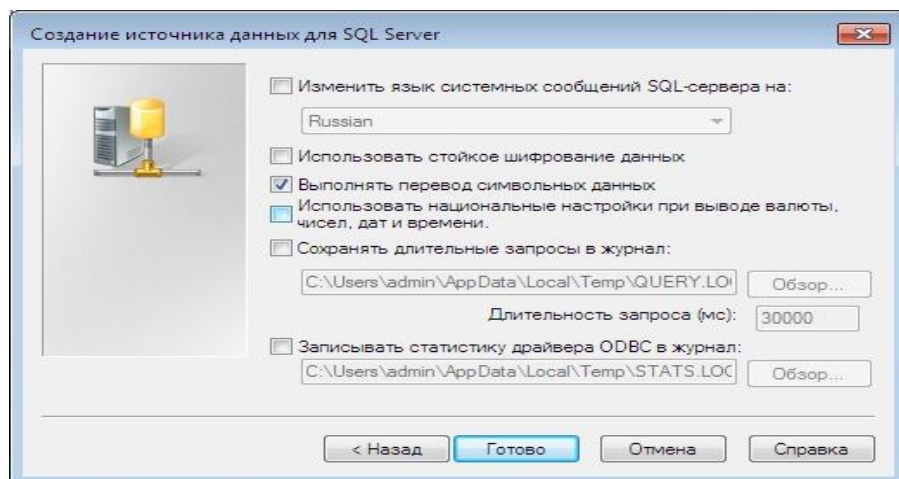 Создание источника данных для SQL Server
Изменить язык системных сообщений SQL-сервера на:
Russian
Использовать стойкое шифрование данных
Выполнять перевод символьных данных
Использовать национальные настройки при выводе валюты,
чисел, дат и времени.
Сохранять длительные запросы в журнал:
C:\Users\admin\AppData\Local\Temp\QUERY.LO
Обзор...
Длительность запроса (мс):
30000
Записывать статистику драйвера ODBC в журнал:
C:\Users\admin\AppData\Local\Temp\STATS.LOG
Обзор...
< Назад
Готово
Отмена
Справка